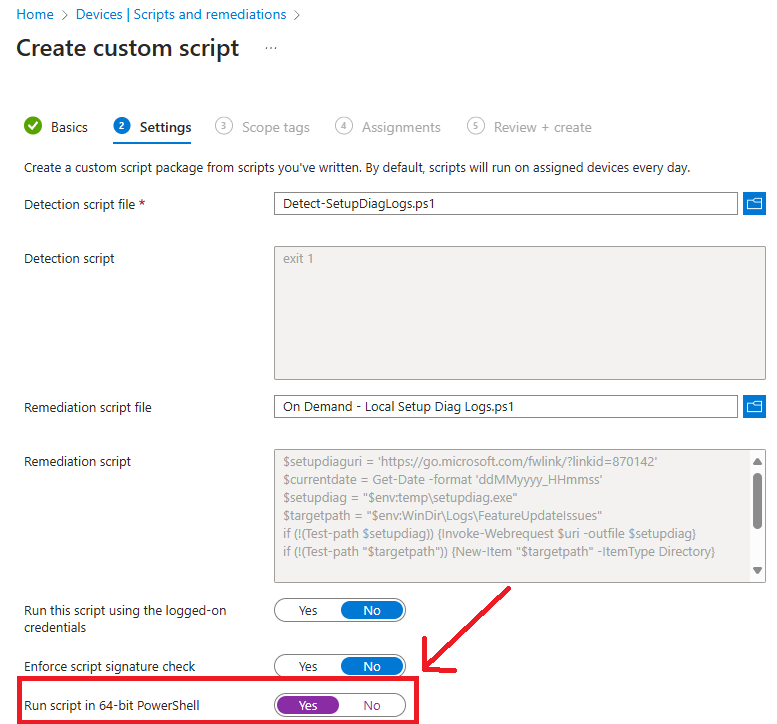 Home > Devices | Scripts and remediations >
Create custom script ...
Basics 2 Settings 3 Scope tags 4 Assignments 5 Review + create
Create a custom script package from scripts you've written. By default, scripts will run on assigned devices every day.
Detection script file * Detect-SetupDiagLogs.ps1
Detection script exit 1
Remediation script file On Demand - Local Setup Diag Logs.ps1
Remediation script $setupdiaguri = 'https://go.microsoft.com/fwlink/?linkid=870142'
$currentdate = Get-Date -format 'ddMMyyyy_HHmmss'
$setupdiag = "$env:temp\setupdiag.exe"
$targetpath = "$env:WinDir\Logs\FeatureUpdateIssues"
if (!(Test-path $setupdiag)) {Invoke-Webrequest $uri -outfile $setupdiag}
if (!(Test-path "$targetpath")) {New-Item "$targetpath" -ItemType Directory}
Run this script using the logged-on Yes No
credentials
Enforce script signature check Yes No
Run script in 64-bit PowerShell Yes No